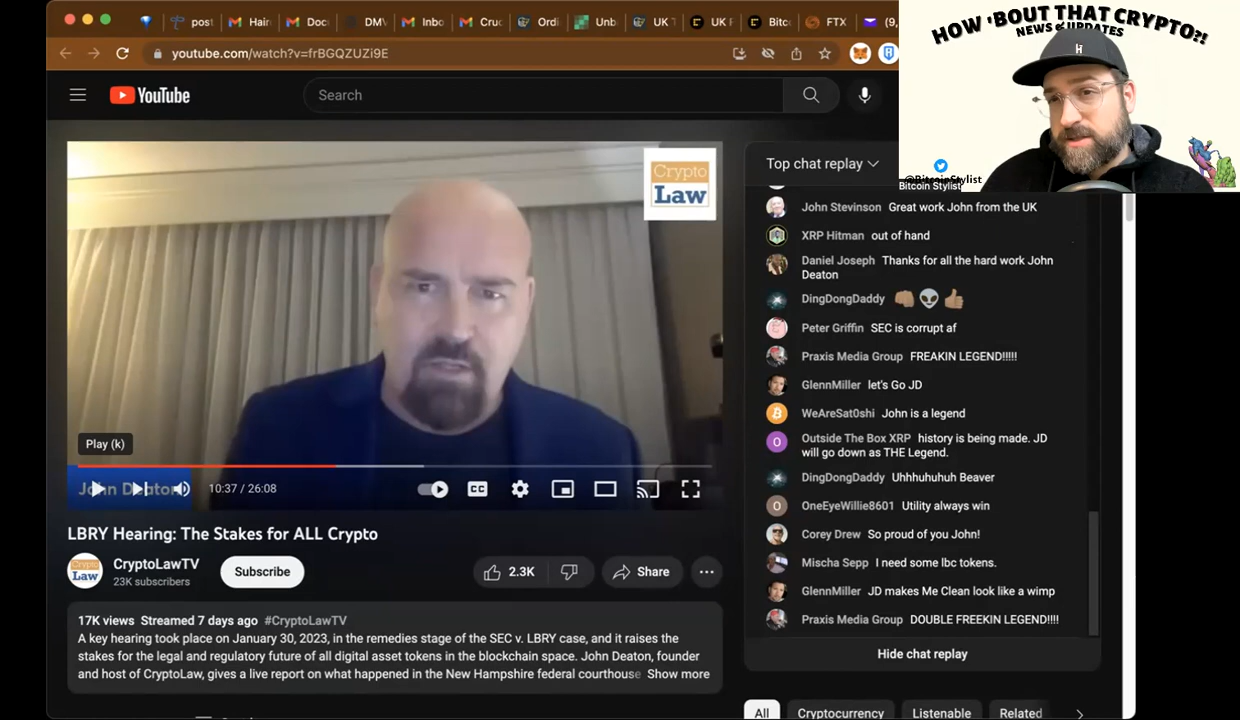 post
Hair
Doc
DMV
Inbo
Cruc
Ordi
Unb
UK T
UK F
Bitc
FTX
(9,
youtube.com/watch?v=frBGQZUZi9E
HOW 'BOUT THAT CRYPTO?!
NEWS & UPDATES
H
@BitcoinStylist
Bitcoin Stylist
YouTube
Search
Crypto
Law
Play (k)
John Deaton
10:37 / 26:08
CC
LBRY Hearing: The Stakes for ALL Crypto
Crypto
Law
CryptoLawTV
23K subscribers
Subscribe
2.3K
Share
17K views Streamed 7 days ago #CryptoLawTV
A key hearing took place on January 30, 2023, in the remedies stage of the SEC v. LBRY case, and it raises the
stakes for the legal and regulatory future of all digital asset tokens in the blockchain space. John Deaton, founder
and host of CryptoLaw, gives a live report on what happened in the New Hampshire federal courthouse Show more
Top chat replay
John Stevinson Great work John from the UK
XRP Hitman out of hand
Daniel Joseph Thanks for all the hard work John
Deaton
DingDongDaddy 👊🏽 👽 👍🏽
Peter Griffin SEC is corrupt af
Praxis Media Group FREAKIN LEGEND!!!!!
GlennMiller let's Go JD
WeAreSat0shi John is a legend
O
Outside The Box XRP history is being made. JD
will go down as THE Legend.
DingDongDaddy Uhhhuhuhuh Beaver
O
OneEyeWillie8601 Utility always win
Corey Drew So proud of you John!
Mischa Sepp I need some lbc tokens.
GlennMiller JD makes Me Clean look like a wimp
Praxis Media Group DOUBLE FREEKIN LEGEND!!!!
Hide chat replay
All
Cryptocurrency
Listenable
Related